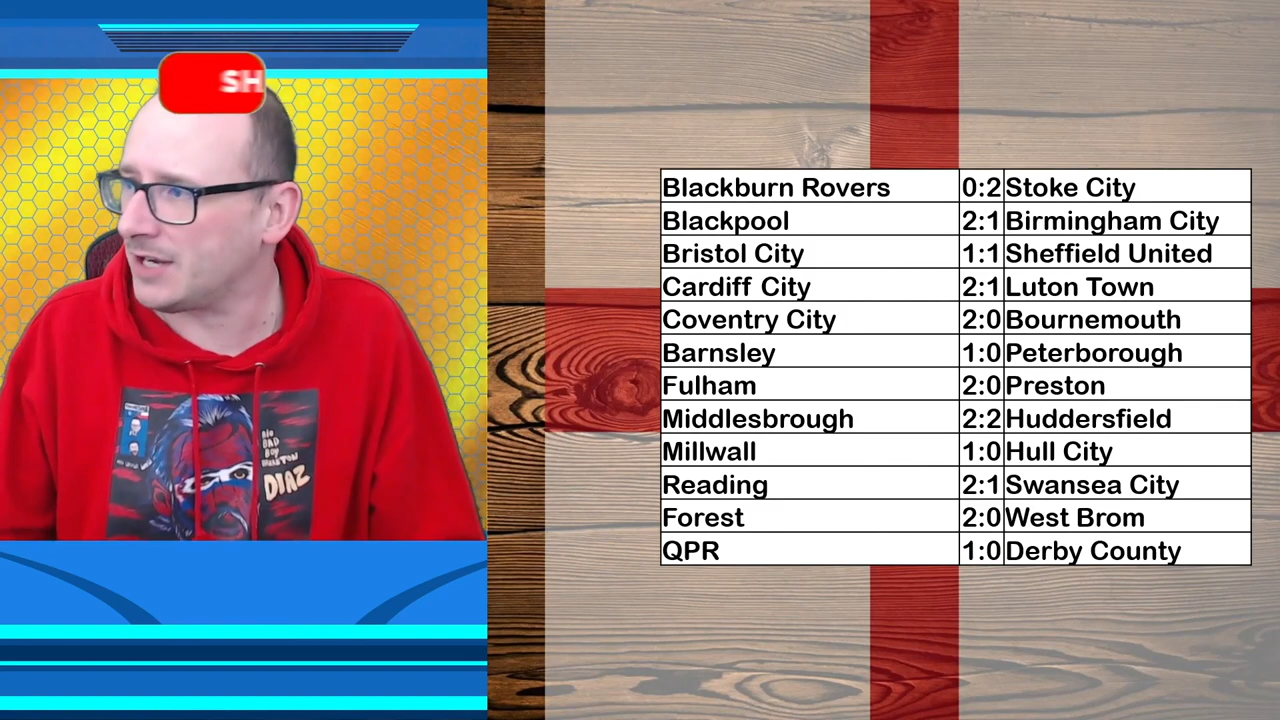 SH
BIG
BAD
BOY
DIAZ
Blackburn Rovers 0:2 Stoke City
Blackpool 2:1 Birmingham City
Bristol City 1:1 Sheffield United
Cardiff City 2:1 Luton Town
Coventry City 2:0 Bournemouth
Barnsley 1:0 Peterborough
Fulham 2:0 Preston
Middlesbrough 2:2 Huddersfield
Millwall 1:0 Hull City
Reading 2:1 Swansea City
Forest 2:0 West Brom
QPR 1:0 Derby County